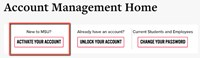 Account Management Home
New to MSU?
ACTIVATE YOUR ACCOUNT
Already have an account?
UNLOCK YOUR ACCOUNT
Current Students and Employees:
CHANGE YOUR PASSWORD